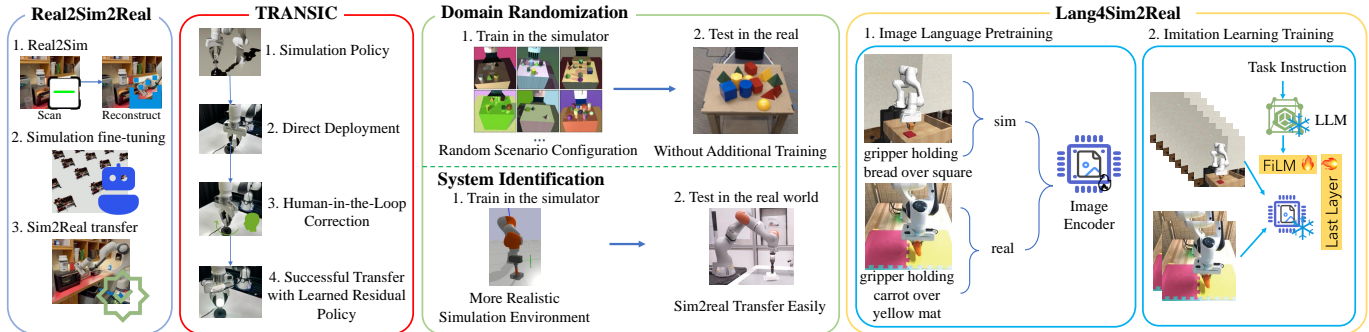 Real2Sim2Real
1. Real2Sim
Scan
Reconstruct
2. Simulation fine-tuning
3. Sim2Real transfer
TRANSIC
1. Simulation Policy
2. Direct Deployment
3. Human-in-the-Loop
Correction
4. Successful Transfer
with Learned Residual
Policy
Domain Randomization
1. Train in the simulator
...
Random Scenario Configuration
2. Test in the real
Without Additional Training
System Identification
1. Train in the simulator
More Realistic
Simulation Environment
2. Test in the real world
Sim2real Transfer Easily
Lang4Sim2Real
1. Image Language Pretraining
gripper holding
bread over square
sim
gripper holding
carrot over
yellow mat
real
Image
Encoder
2. Imitation Learning Training
Task Instruction
LLM
FiLM
Last Layer